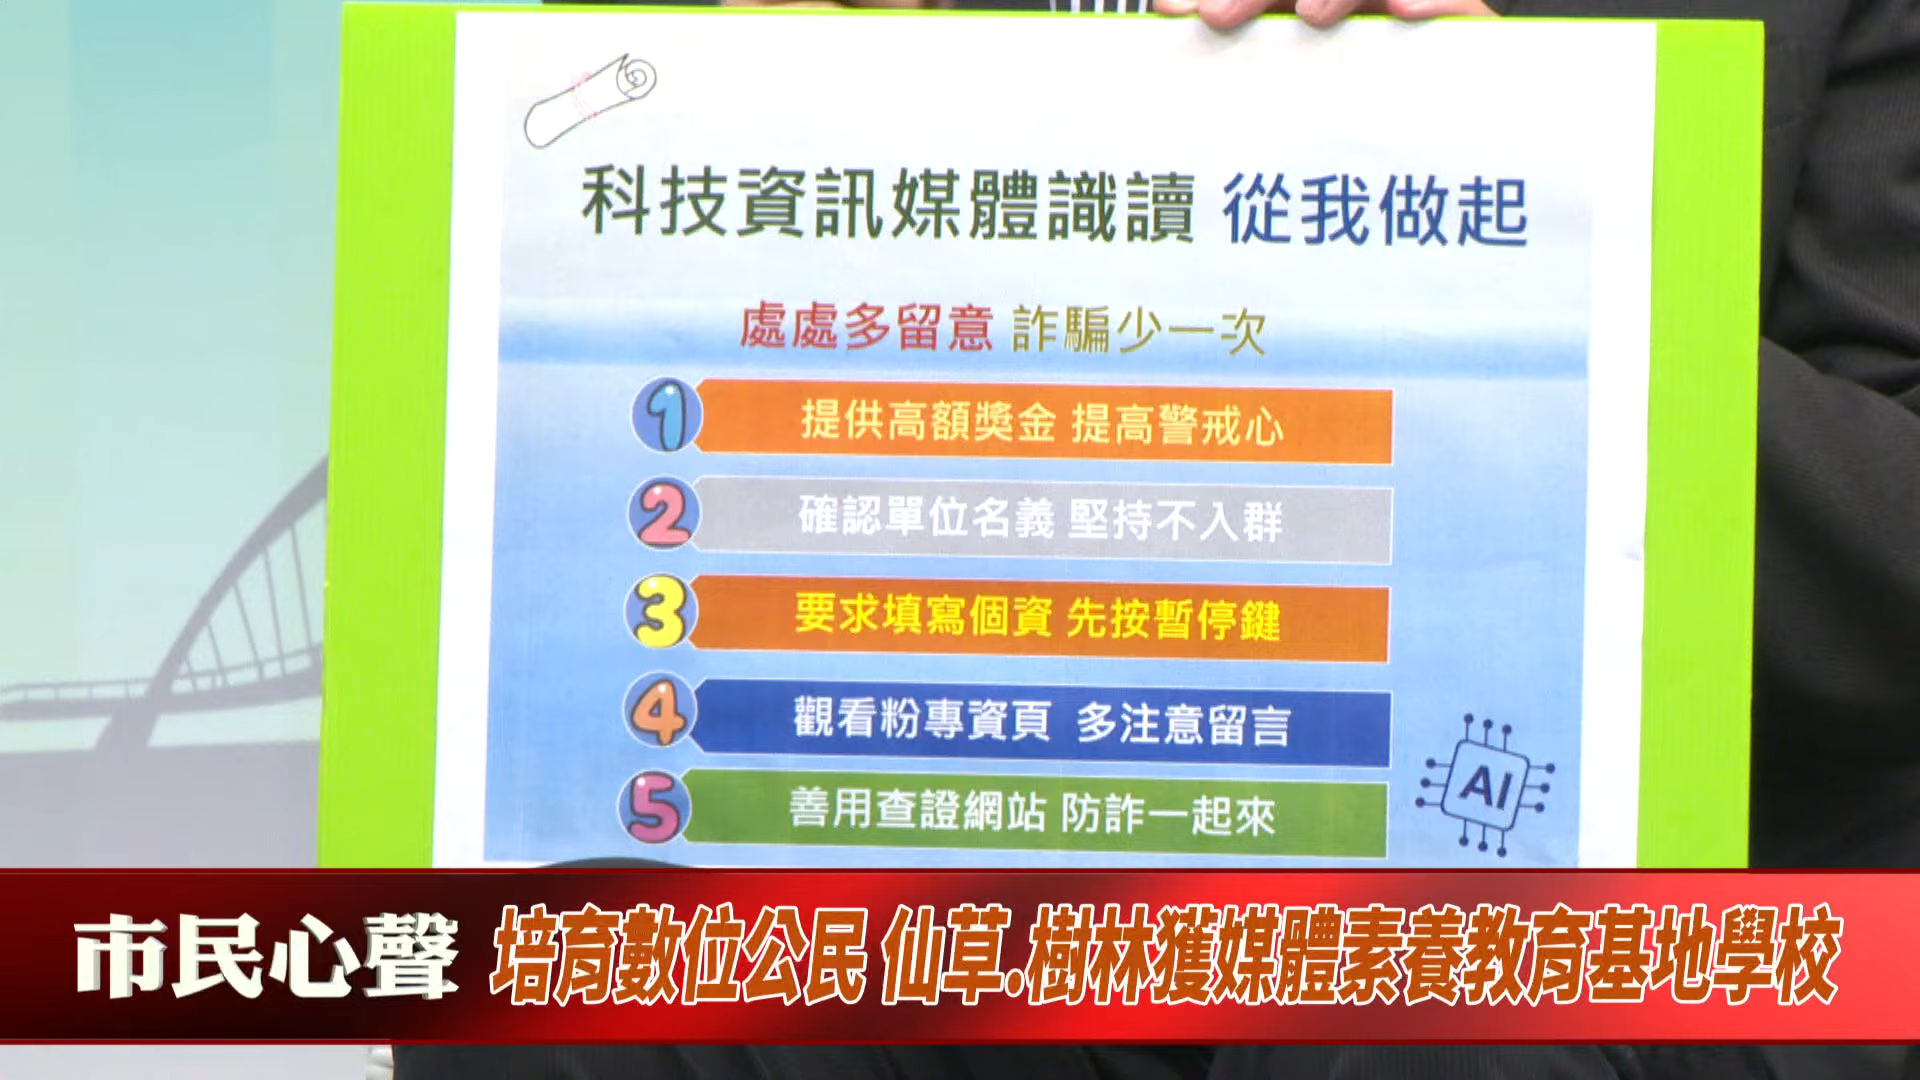 科技資訊媒體識讀 從我做起
處處多留意 詐騙少一次
1 提供高額獎金 提高警戒心
2 確認單位名義 堅持不入群
3 要求填寫個資 先按暫停鍵
4 觀看粉專資頁 多注意留言
5 善用查證網站 防詐一起來
AI
市民心聲 培育數位公民 仙草.樹林獲媒體素養教育基地學校